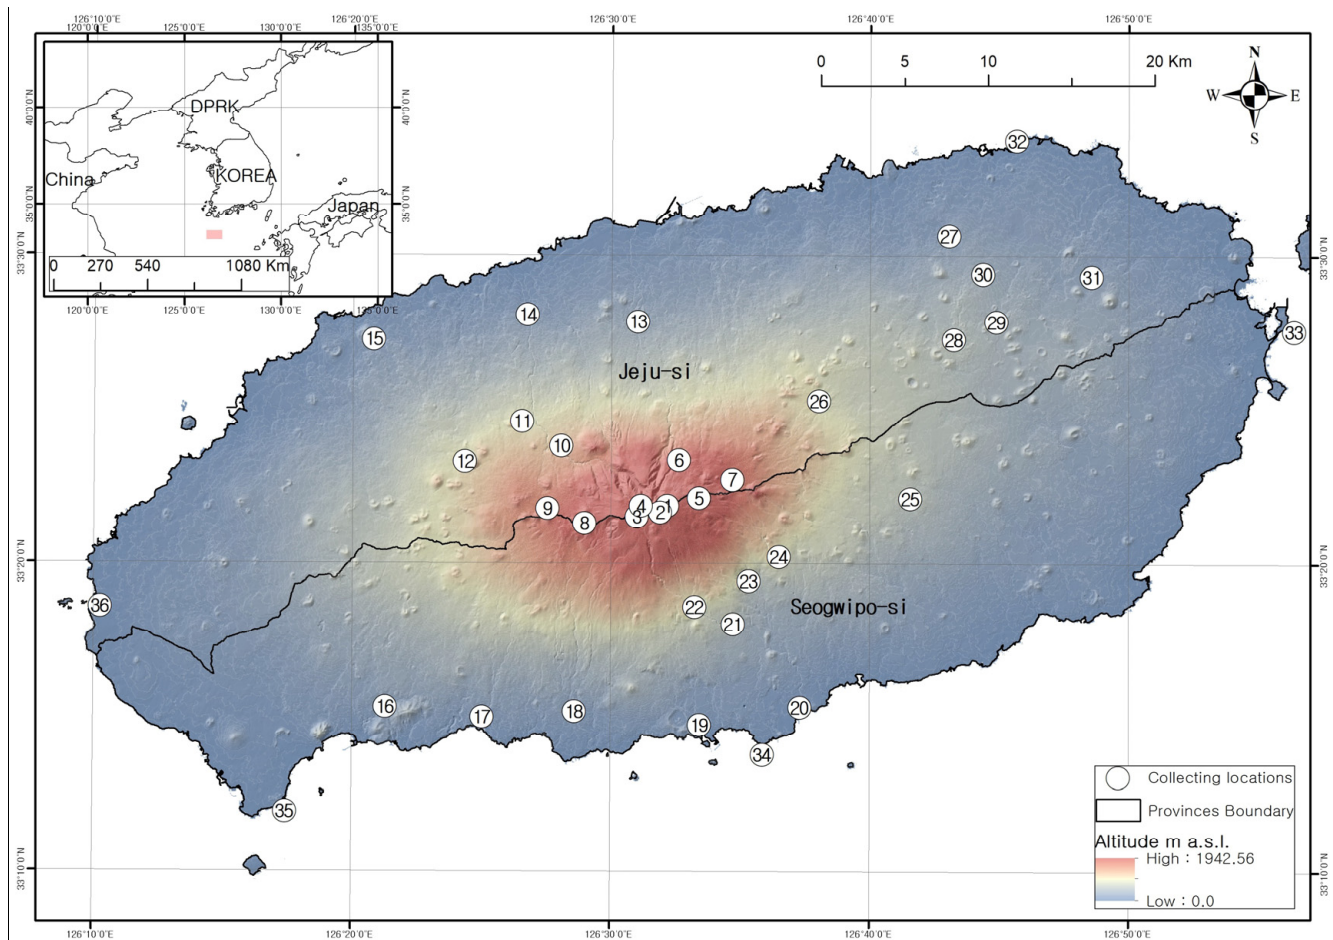 126°10'0"E 126°20'0"E 126°30'0"E 126°40'0"E 126°50'0"E
120°0'0"E 125°0'0"E 130°0'0"E 135°0'0"E
0 5 10 20 Km
N
W E
S
40°0'0"N 40°0'0"N
DPRK
China
KOREA
35°0'0"N 35°0'0"N
Japan
0 270 540 1080 Km
120°0'0"E 125°0'0"E 130°0'0"E 135°0'0"E
33°30'0"N 33°30'0"N
32
27
30
31
14
13
15
29
28
33
Jeju-si
26
11
10
12
6
7
5
25
9
4
1
2
3
8
24
33°20'0"N 33°20'0"N
23
36
22
Seogwipo-si
21
16
17
18
19
20
34
35
Collecting locations
Provinces Boundary
Altitude m a.s.l.
High : 1942.56
Low : 0.0
33°10'0"N 33°10'0"N
126°10'0"E 126°20'0"E 126°30'0"E 126°40'0"E 126°50'0"E